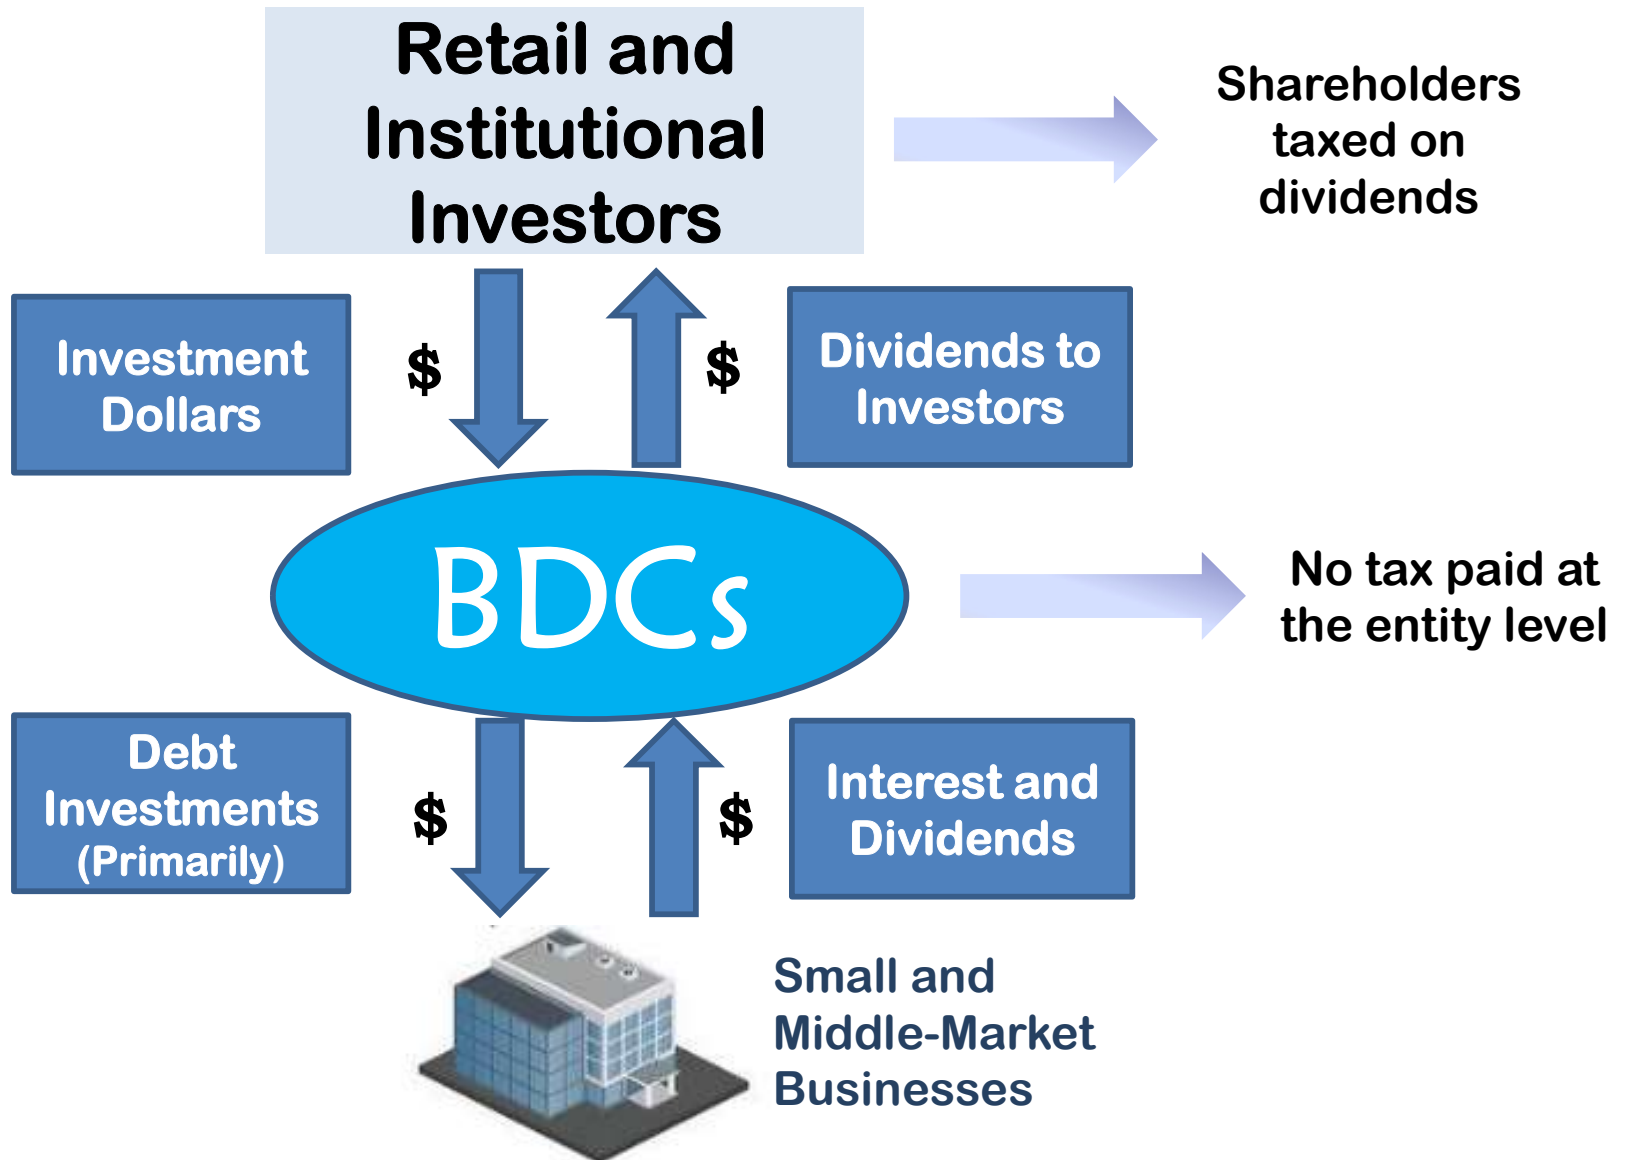 Retail and
Institutional
Investors
Shareholders
taxed on
dividends
Investment
Dollars
$
$
Dividends to
Investors
BDCs
No tax paid at
the entity level
Debt
Investments
(Primarily)
$
$
Interest and
Dividends
Small and
Middle-Market
Businesses